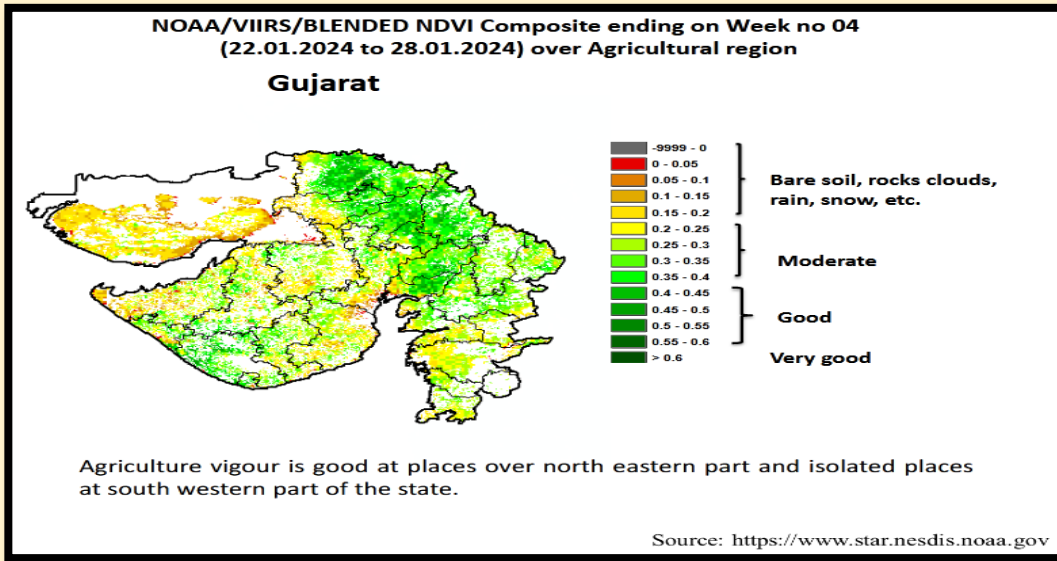 NOAA/VIIRS/BLENDED NDVI Composite ending on Week no 04
(22.01.2024 to 28.01.2024) over Agricultural region
Gujarat
-9999 - 0
0 - 0.05
0.05 - 0.1
0.1 - 0.15
0.15 - 0.2
0.2 - 0.25
0.25 - 0.3
0.3 - 0.35
0.35 - 0.4
0.4 - 0.45
0.45 - 0.5
0.5 - 0.55
0.55 - 0.6
> 0.6
Bare soil, rocks clouds,
rain, snow, etc.
Moderate
Good
Very good
Agriculture vigour is good at places over north eastern part and isolated places
at south western part of the state.
Source: https://www.star.nesdis.noaa.gov